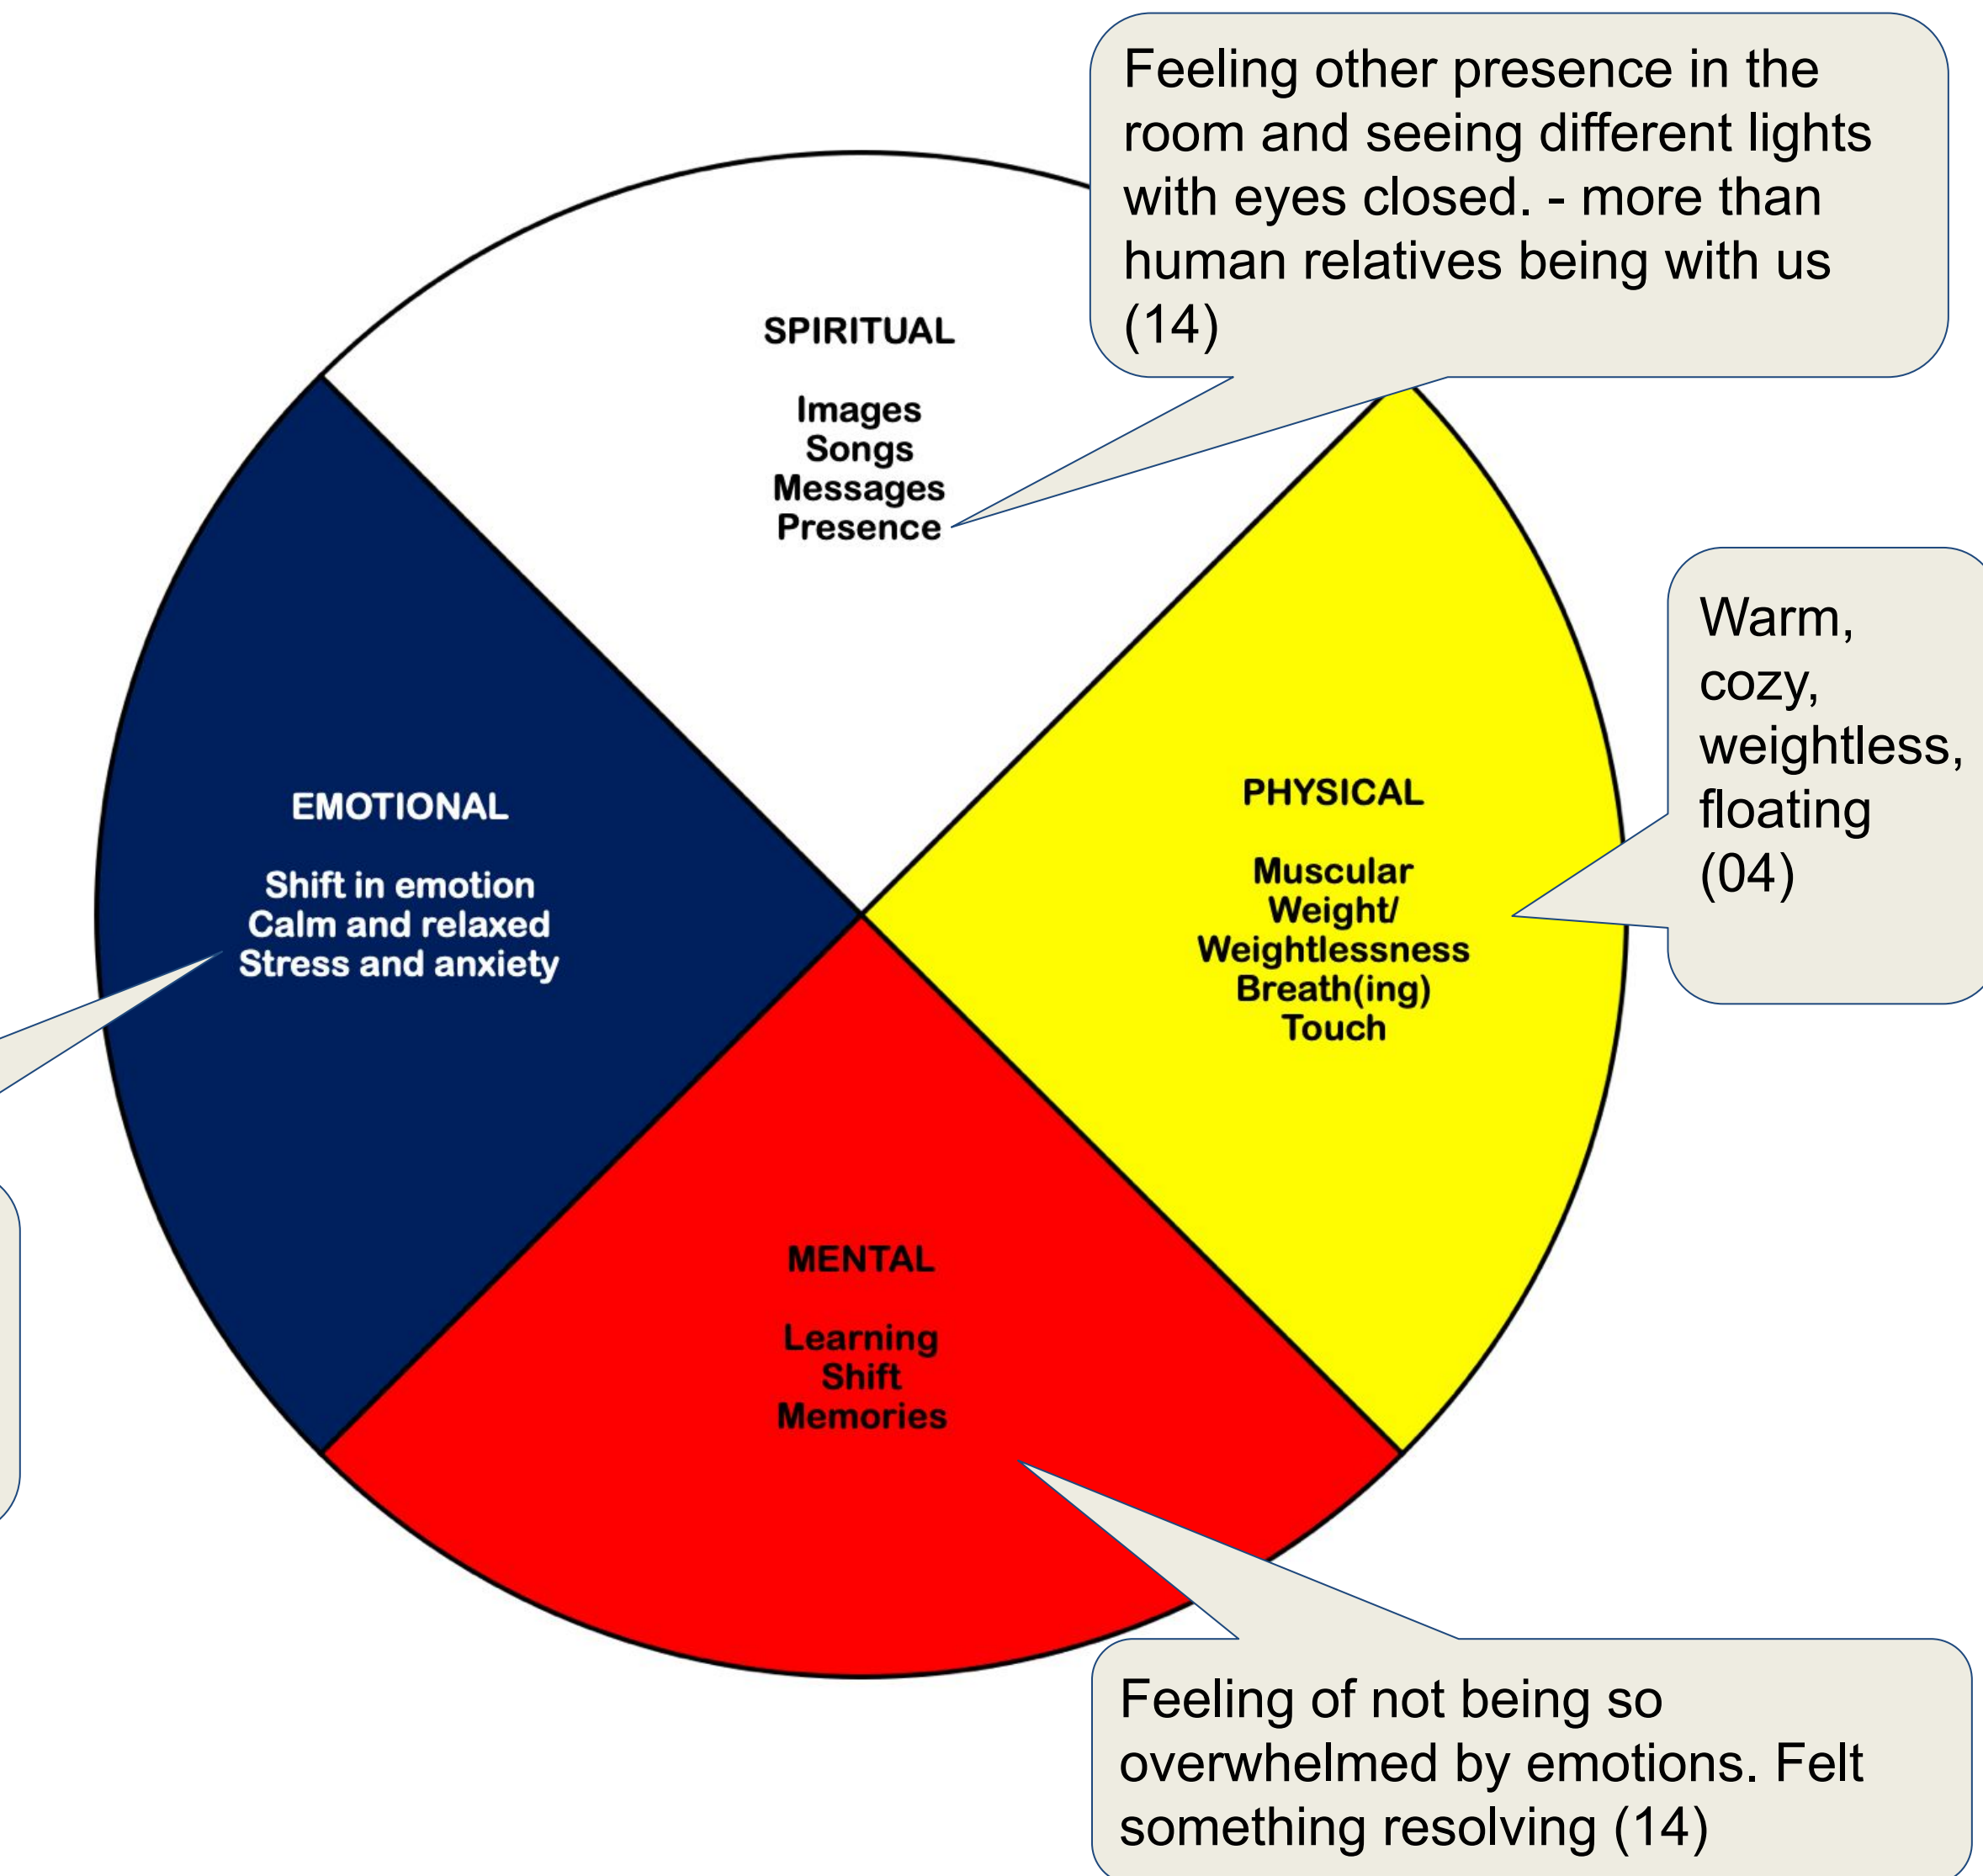 Feeling other presence in the
room and seeing different lights
with eyes closed. - more than
human relatives being with us
(14)
SPIRITUAL
Images
Songs
Messages
Presence
Warm,
cozy,
weightless,
floating
(04)
EMOTIONAL
Shift in emotion
Calm and relaxed
Stress and anxiety
PHYSICAL
Muscular
Weight/
Weightlessness
Breath(ing)
Touch
MENTAL
Learning
Shift
Memories
Feeling of not being so
overwhelmed by emotions. Felt
something resolving (14)